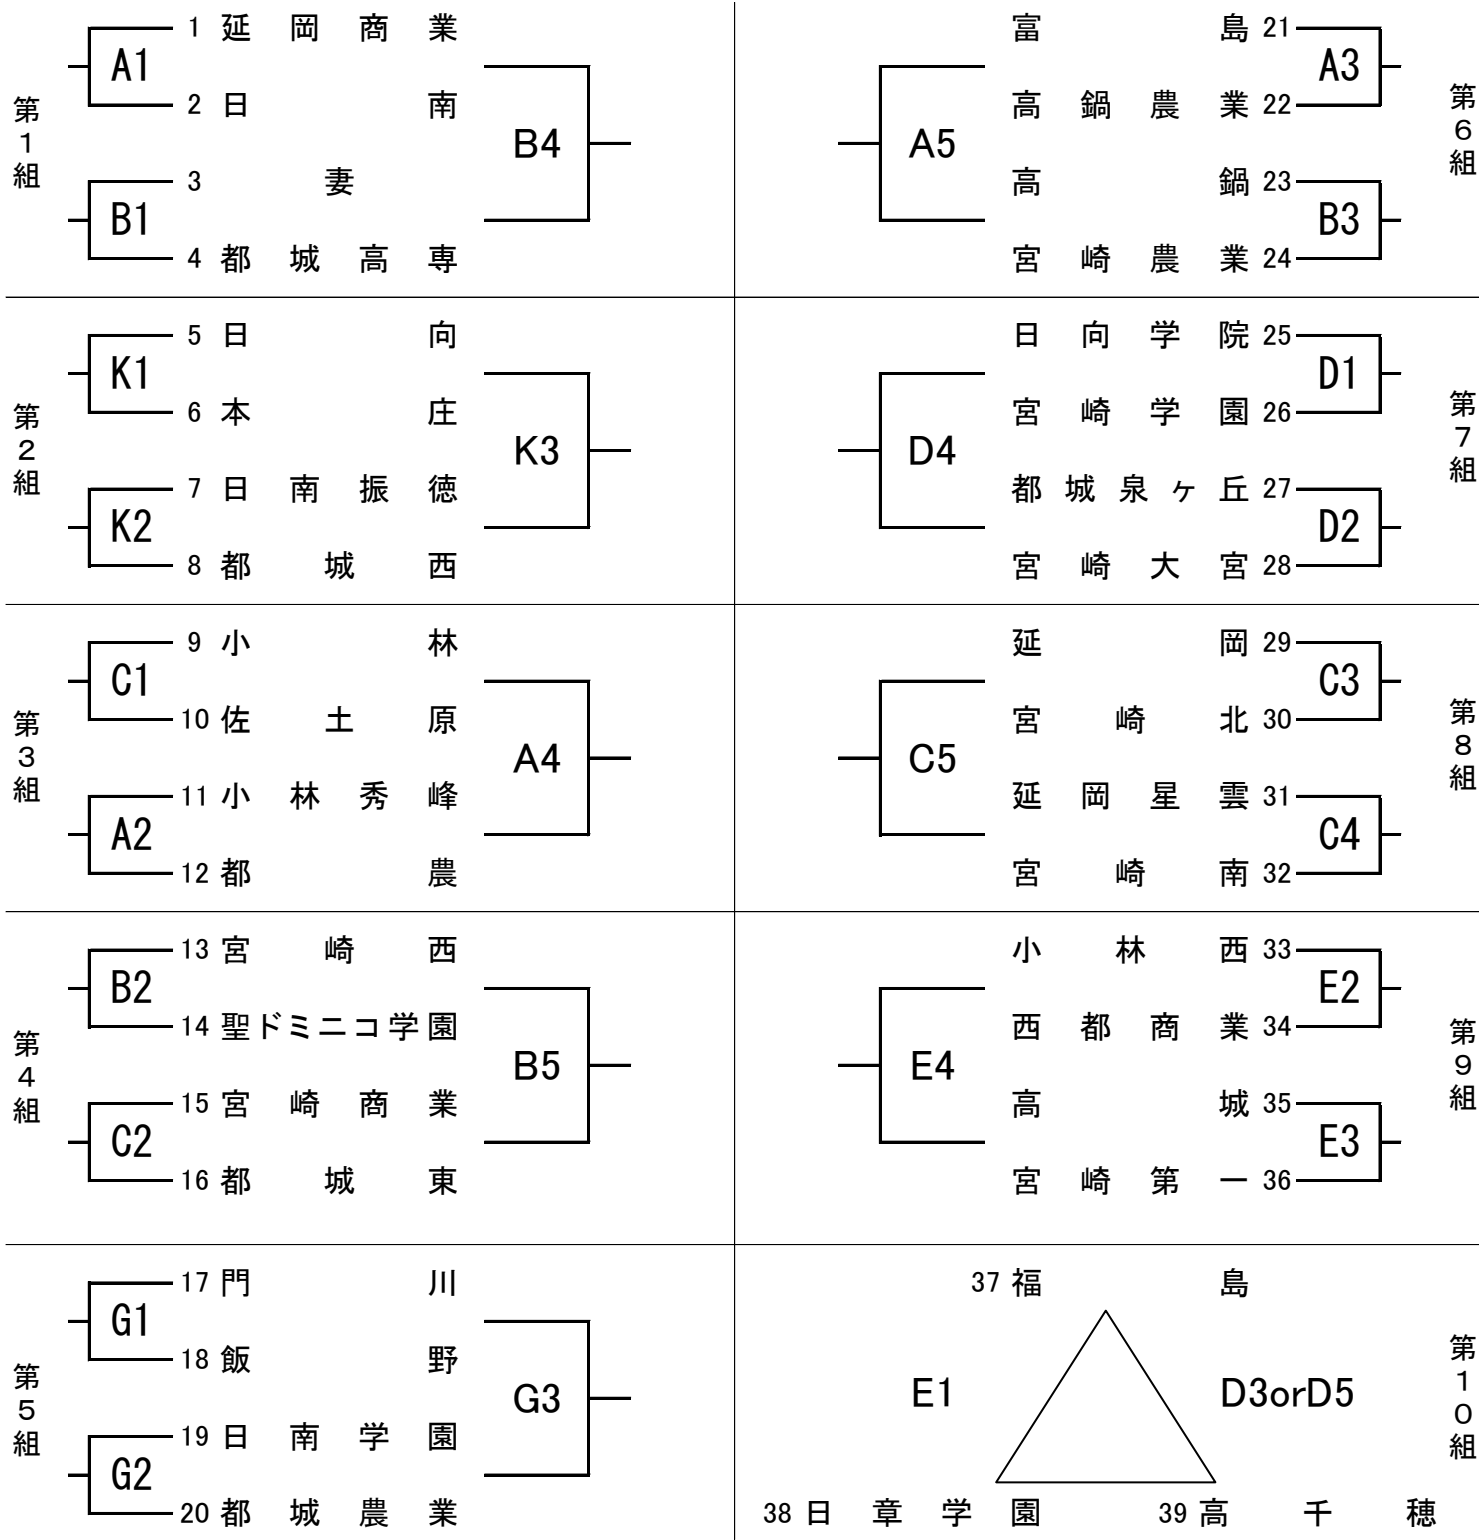 第1組
1 延岡商業
A1
2 日南
B4
3 妻
B1
4 都城高専
第2組
5 日向
K1
6 本庄
K3
7 日南振徳
K2
8 都城西
第3組
9 小林
C1
10 佐土原
A4
11 小林秀峰
A2
12 都農
第4組
13 宮崎西
B2
14 聖ドミニコ学園
B5
15 宮崎商業
C2
16 都城東
第5組
17 門川
G1
18 飯野
G3
19 日南学園
G2
20 都城農業
富島 21
A3
高鍋農業 22
A5
高鍋 23
B3
宮崎農業 24
第6組
日向学院 25
D1
宮崎学園 26
D4
都城泉ヶ丘 27
D2
宮崎大宮 28
第7組
延岡 29
C3
宮崎北 30
C5
延岡星雲 31
C4
宮崎南 32
第8組
小林西 33
E2
西都商業 34
E4
高城 35
E3
宮崎第一 36
第9組
37 福島
E1
D3orD5
38 日章学園
39 高千穂
第10組